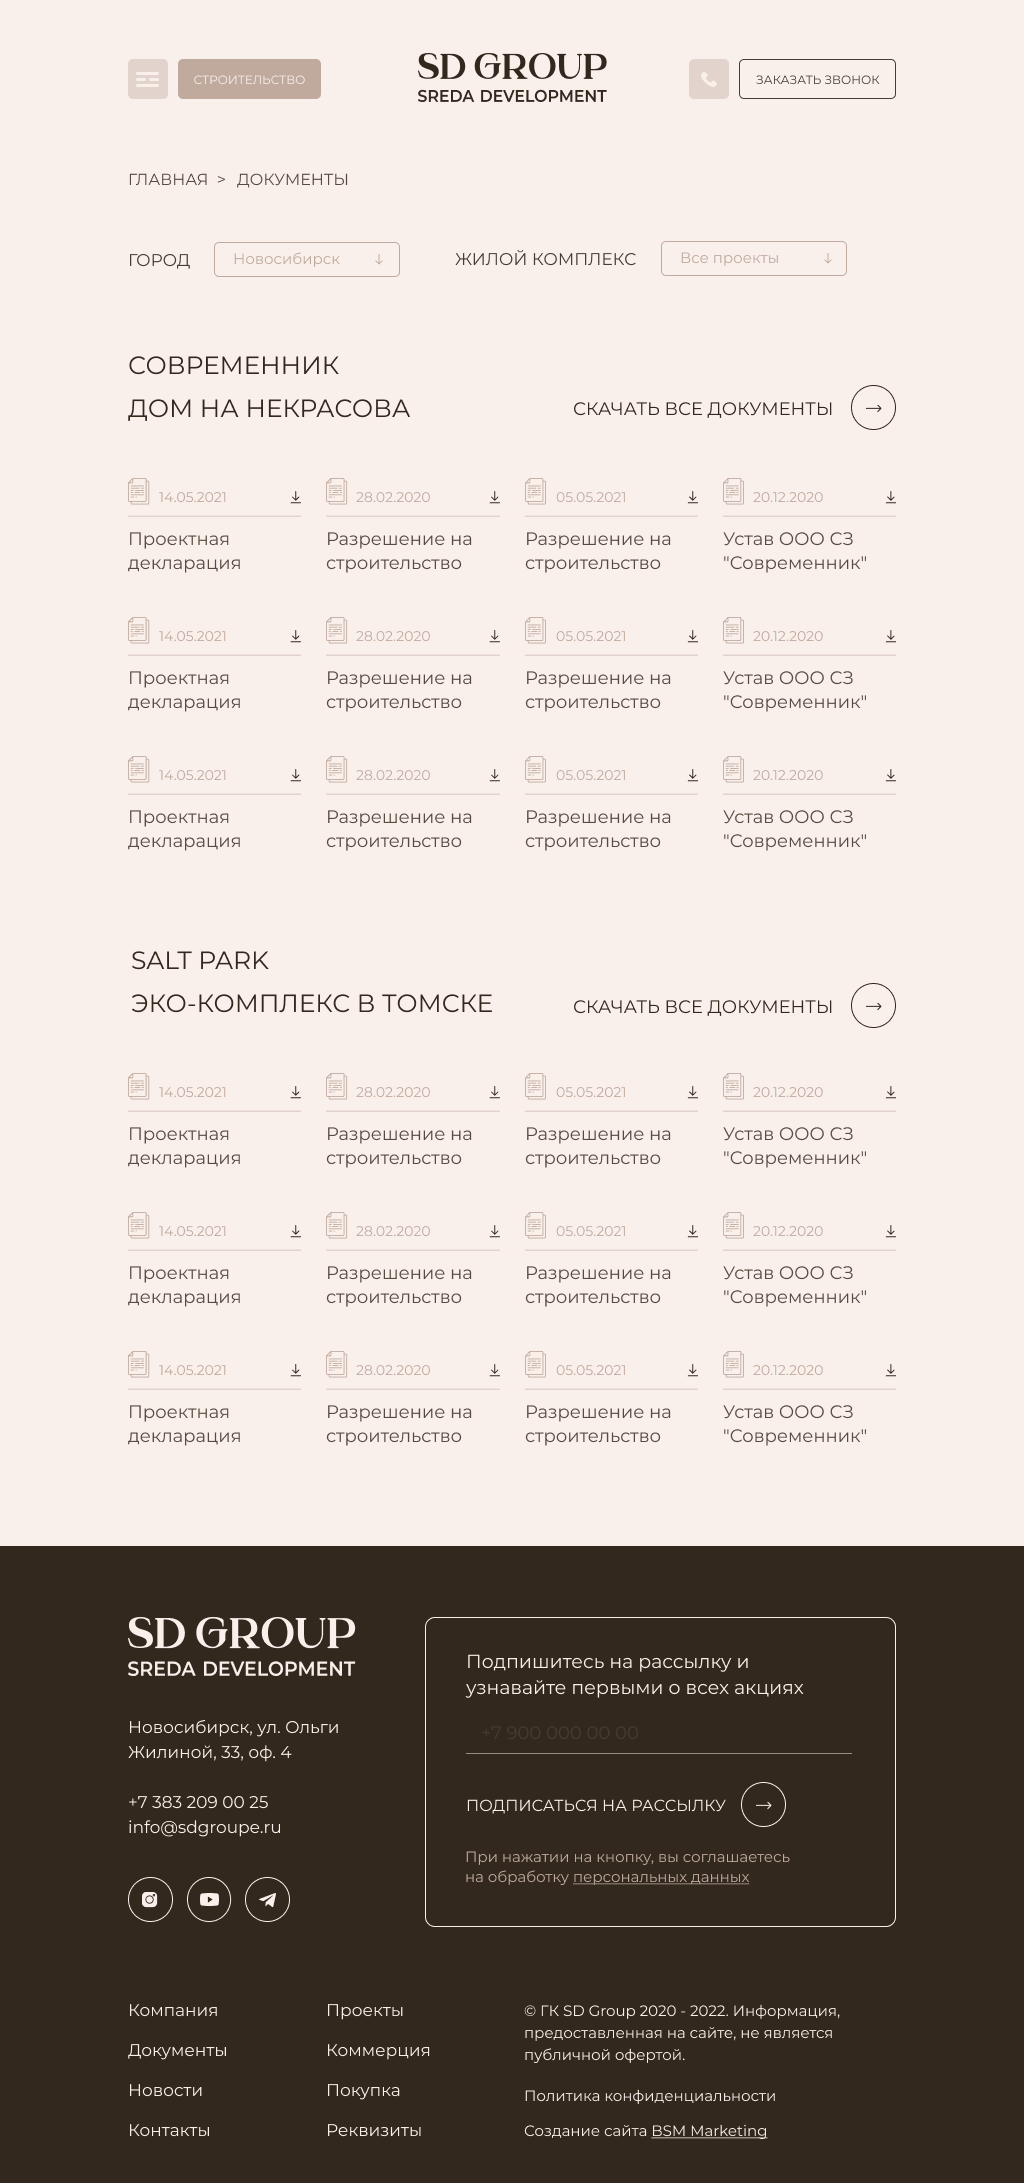 СТРОИТЕЛЬСТВО
SD GROUP
SREDA DEVELOPMENT
ЗАКАЗАТЬ ЗВОНОК
ГЛАВНАЯ > ДОКУМЕНТЫ
ГОРОД Новосибирск ↓ ЖИЛОЙ КОМПЛЕКС Все проекты ↓
СОВРЕМЕННИК
ДОМ НА НЕКРАСОВА
СКАЧАТЬ ВСЕ ДОКУМЕНТЫ →
14.05.2021 28.02.2020 05.05.2021 20.12.2020
Проектная Разрешение на Разрешение на Устав ООО СЗ
декларация строительство строительство "Современник"
14.05.2021 28.02.2020 05.05.2021 20.12.2020
Проектная Разрешение на Разрешение на Устав ООО СЗ
декларация строительство строительство "Современник"
14.05.2021 28.02.2020 05.05.2021 20.12.2020
Проектная Разрешение на Разрешение на Устав ООО СЗ
декларация строительство строительство "Современник"
SALT PARK
ЭКО-КОМПЛЕКС В ТОМСКЕ
СКАЧАТЬ ВСЕ ДОКУМЕНТЫ →
14.05.2021 28.02.2020 05.05.2021 20.12.2020
Проектная Разрешение на Разрешение на Устав ООО СЗ
декларация строительство строительство "Современник"
14.05.2021 28.02.2020 05.05.2021 20.12.2020
Проектная Разрешение на Разрешение на Устав ООО СЗ
декларация строительство строительство "Современник"
14.05.2021 28.02.2020 05.05.2021 20.12.2020
Проектная Разрешение на Разрешение на Устав ООО СЗ
декларация строительство строительство "Современник"
SD GROUP
SREDA DEVELOPMENT
Новосибирск, ул. Ольги
Жилиной, 33, оф. 4
+7 383 209 00 25
info@sdgroupe.ru
Подпишитесь на рассылку и
узнавайте первыми о всех акциях
+7 900 000 00 00
ПОДПИСАТЬСЯ НА РАССЫЛКУ →
При нажатии на кнопку, вы соглашаетесь
на обработку персональных данных
Компания
Документы
Новости
Контакты
Проекты
Коммерция
Покупка
Реквизиты
© ГК SD Group 2020 - 2022. Информация,
предоставленная на сайте, не является
публичной офертой.
Политика конфиденциальности
Создание сайта BSM Marketing